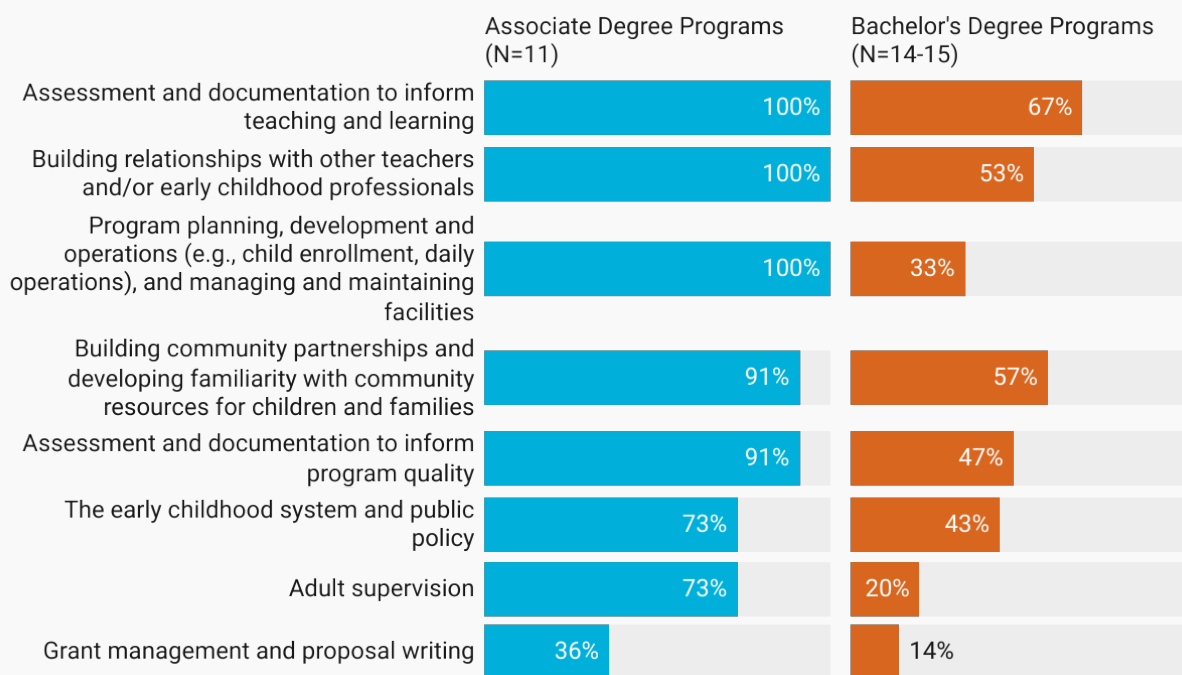 Associate Degree Programs
(N=11)
Bachelor's Degree Programs
(N=14-15)
Assessment and documentation to inform
teaching and learning
100%
67%
Building relationships with other teachers
and/or early childhood professionals
100%
53%
Program planning, development and
operations (e.g., child enrollment, daily
operations), and managing and maintaining
facilities
100%
33%
Building community partnerships and
developing familiarity with community
resources for children and families
91%
57%
Assessment and documentation to inform
program quality
91%
47%
The early childhood system and public
policy
73%
43%
Adult supervision
73%
20%
Grant management and proposal writing
36%
14%